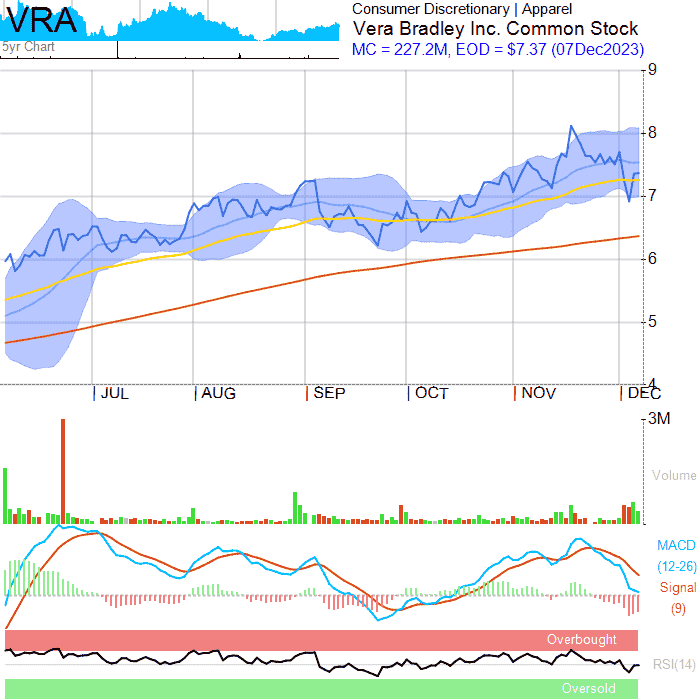 VRA
Consumer Discretionary | Apparel
Vera Bradley Inc. Common Stock
5yr Chart
MC = 227.2M, EOD = $7.37 (07Dec2023)
9
8
7
6
5
4
JUL AUG SEP OCT NOV DEC
3M
Volume
MACD
(12-26)
Signal
(9)
Overbought
RSI(14)
Oversold